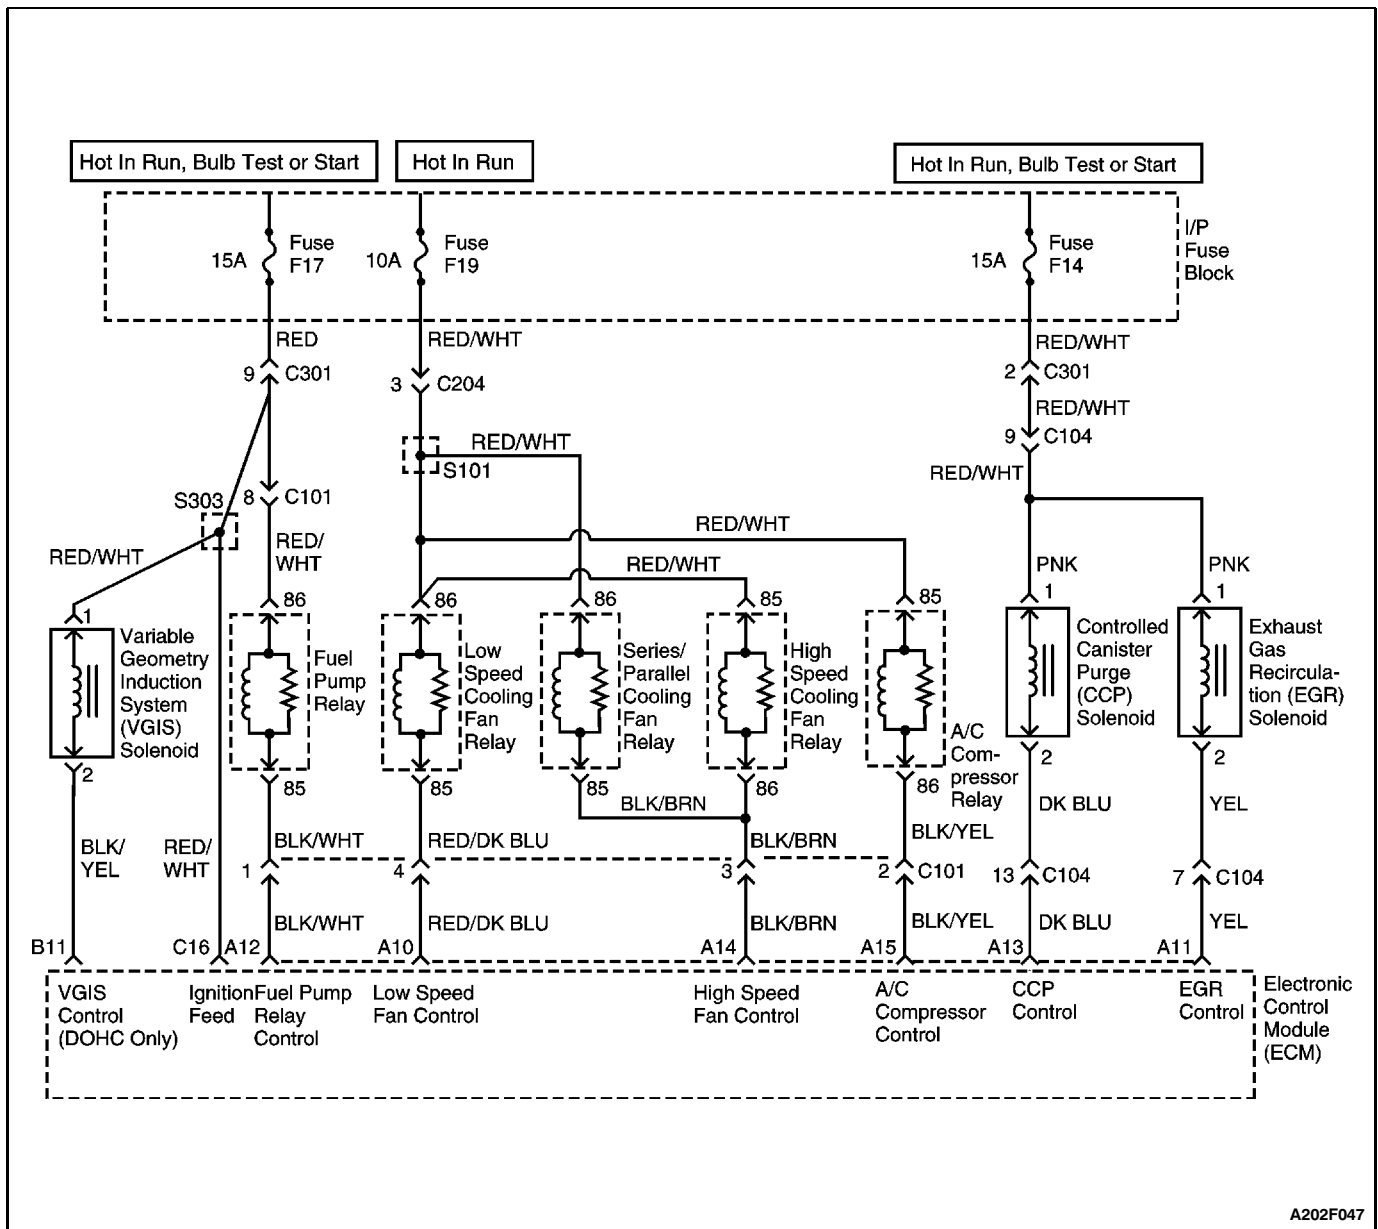 Hot In Run, Bulb Test or Start
Hot In Run
Hot In Run, Bulb Test or Start
15A
Fuse
F17
10A
Fuse
F19
15A
Fuse
F14
I/P
Fuse
Block
RED
RED/WHT
RED/WHT
9 C301
3 C204
2 C301
RED/WHT
9 C104
RED/WHT
S101
RED/WHT
S303
8 C101
RED/WHT
RED/WHT
RED/
WHT
RED/WHT
PNK
PNK
1
86
86
86
85
85
1
1
Variable
Geometry
Induction
System
(VGIS)
Solenoid
Fuel
Pump
Relay
Low
Speed
Cooling
Fan
Relay
Series/
Parallel
Cooling
Fan
Relay
High
Speed
Cooling
Fan
Relay
A/C
Com-
pressor
Relay
Controlled
Canister
Purge
(CCP)
Solenoid
Exhaust
Gas
Recircula-
tion (EGR)
Solenoid
2
85
85
85
86
86
2
2
BLK/BRN
DK BLU
YEL
BLK/
YEL
RED/
WHT
BLK/WHT
RED/DK BLU
BLK/BRN
BLK/YEL
1
4
3
2 C101
13 C104
7 C104
BLK/WHT
RED/DK BLU
BLK/BRN
BLK/YEL
DK BLU
YEL
B11
C16
A12
A10
A14
A15
A13
A11
VGIS
Control
(DOHC Only)
Ignition
Feed
Fuel Pump
Relay
Control
Low Speed
Fan Control
High Speed
Fan Control
A/C
Compressor
Control
CCP
Control
EGR
Control
Electronic
Control
Module
(ECM)
A202F047